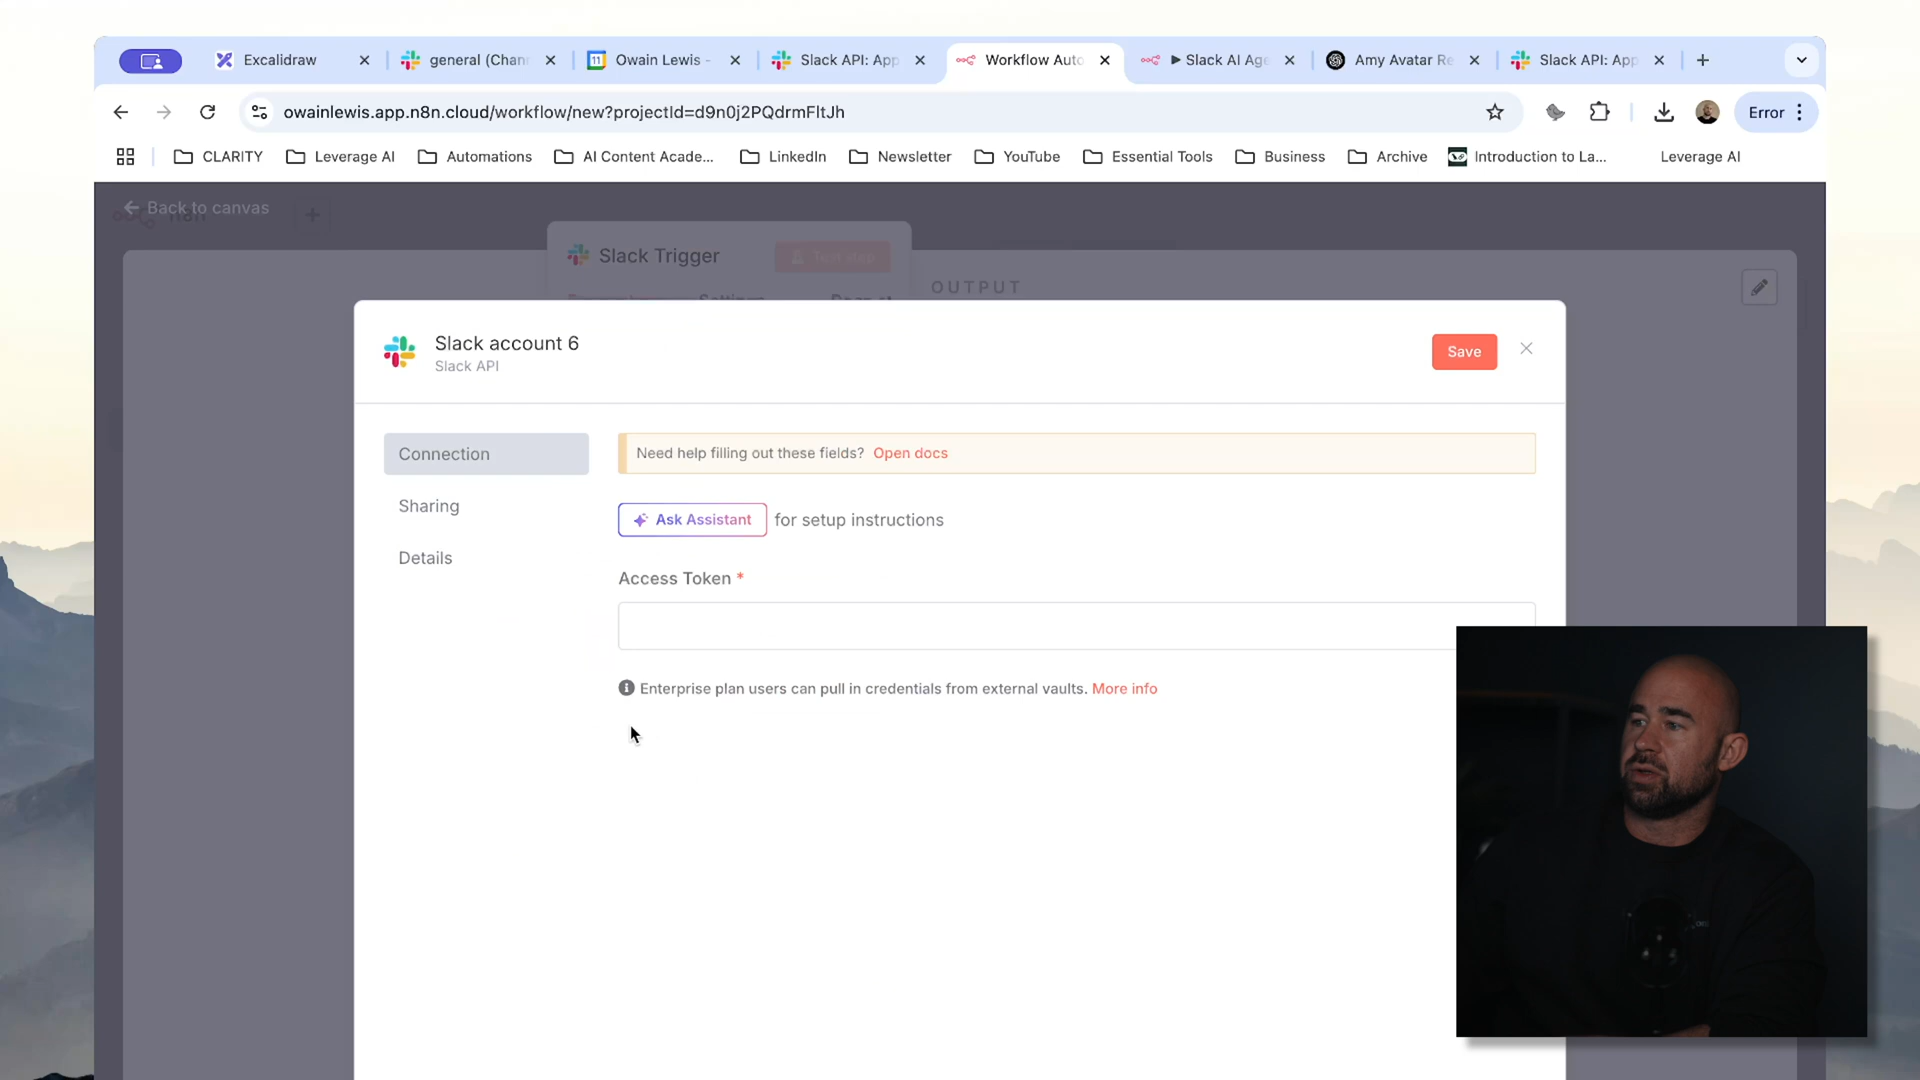 Excalidraw
general (Chann
Owain Lewis -
Slack API: App
Workflow Auto
▶ Slack AI Age
Amy Avatar Re
Slack API: App
owainlewis.app.n8n.cloud/workflow/new?projectId=d9n0j2PQdrmFltJh
Error
CLARITY
Leverage AI
Automations
AI Content Acade...
LinkedIn
Newsletter
YouTube
Essential Tools
Business
Archive
Introduction to La...
Leverage AI
Back to canvas
n8n
Slack Trigger
Test step
OUTPUT
Slack account 6
Slack API
Save
Connection
Sharing
Details
Need help filling out these fields? Open docs
Ask Assistant for setup instructions
Access Token *
Enterprise plan users can pull in credentials from external vaults. More info